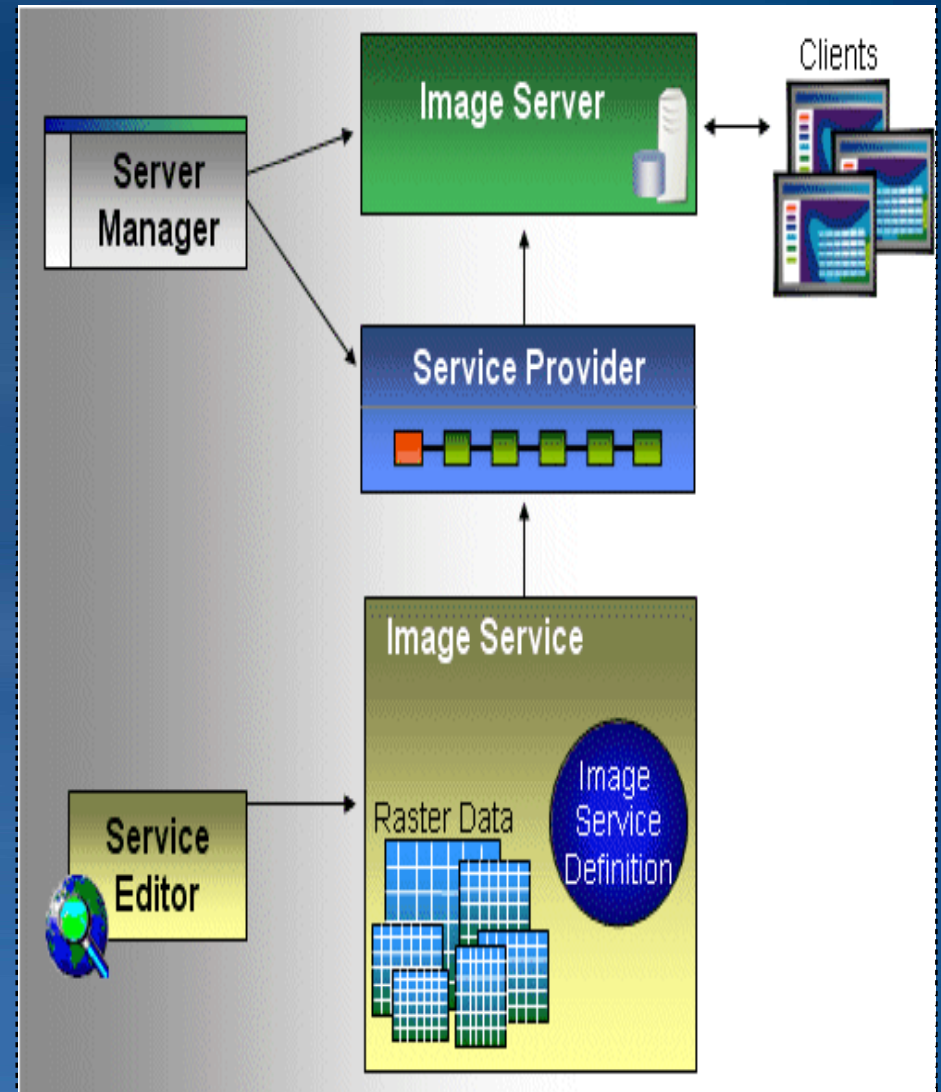 Clients
Image Server
Server
Manager
Service Provider
Image Service
Image
Service
Definition
Raster Data
Service
Editor